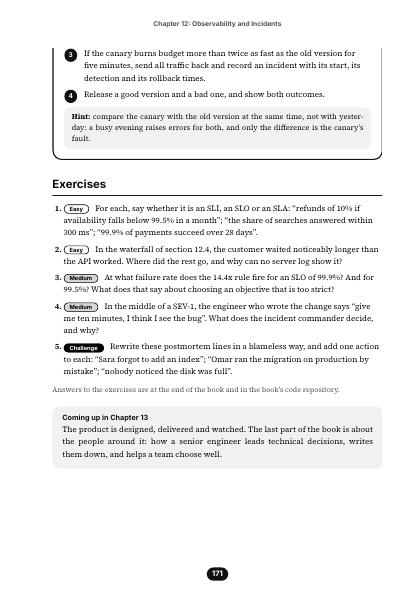 Chapter 12: Observability and Incidents
3 If the canary burns budget more than twice as fast as the old version for
five minutes, send all traffic back and record an incident with its start, its
detection and its rollback times.
4 Release a good version and a bad one, and show both outcomes.
Hint: compare the canary with the old version at the same time, not with yester-
day: a busy evening raises errors for both, and only the difference is the canary’s
fault.
Exercises
1. Easy For each, say whether it is an SLI, an SLO or an SLA: “refunds of 10% if
availability falls below 99.5% in a month”; “the share of searches answered within
300 ms”; “99.9% of payments succeed over 28 days”.
2. Easy In the waterfall of section 12.4, the customer waited noticeably longer than
the API worked. Where did the rest go, and why can no server log show it?
3. Medium At what failure rate does the 14.4x rule fire for an SLO of 99.9%? And for
99.5%? What does that say about choosing an objective that is too strict?
4. Medium In the middle of a SEV-1, the engineer who wrote the change says “give
me ten minutes, I think I see the bug”. What does the incident commander decide,
and why?
5. Challenge Rewrite these postmortem lines in a blameless way, and add one action
to each: “Sara forgot to add an index”; “Omar ran the migration on production by
mistake”; “nobody noticed the disk was full”.
Answers to the exercises are at the end of the book and in the book’s code repository.
Coming up in Chapter 13
The product is designed, delivered and watched. The last part of the book is about
the people around it: how a senior engineer leads technical decisions, writes
them down, and helps a team choose well.
171